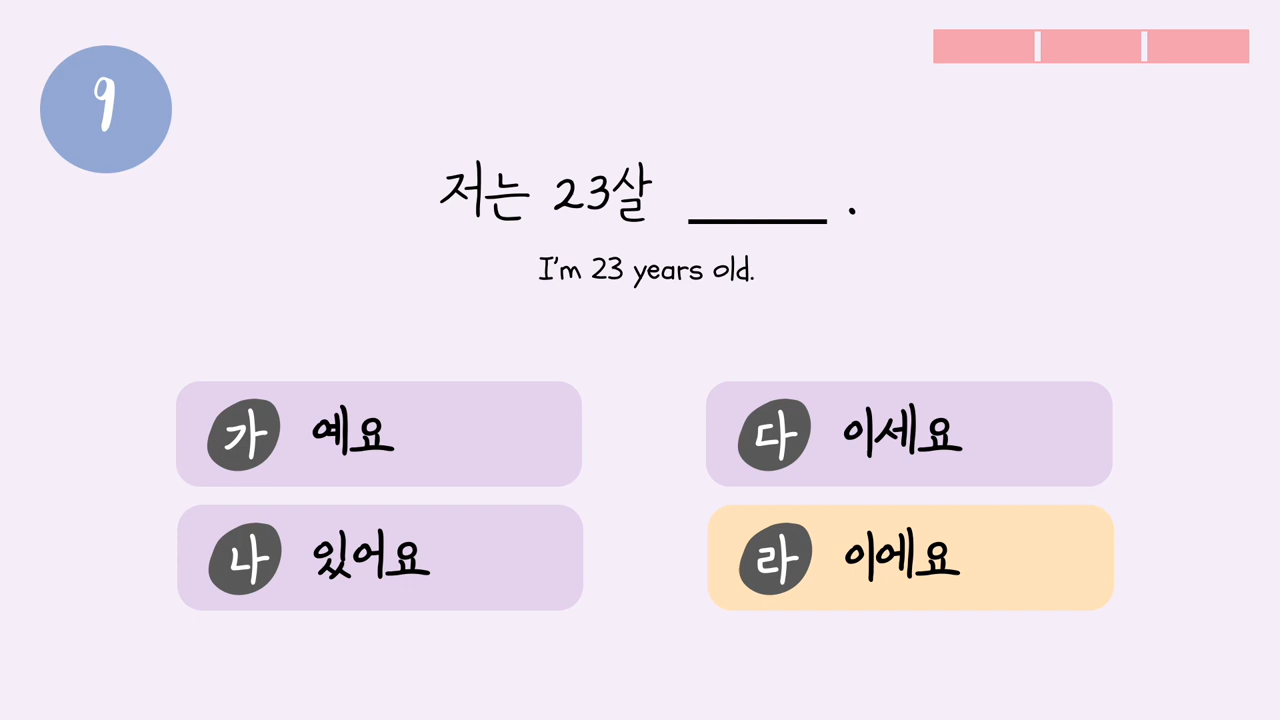 9
저는 23살 _____ .
I'm 23 years old.
가 예요
나 있어요
다 이세요
라 이에요